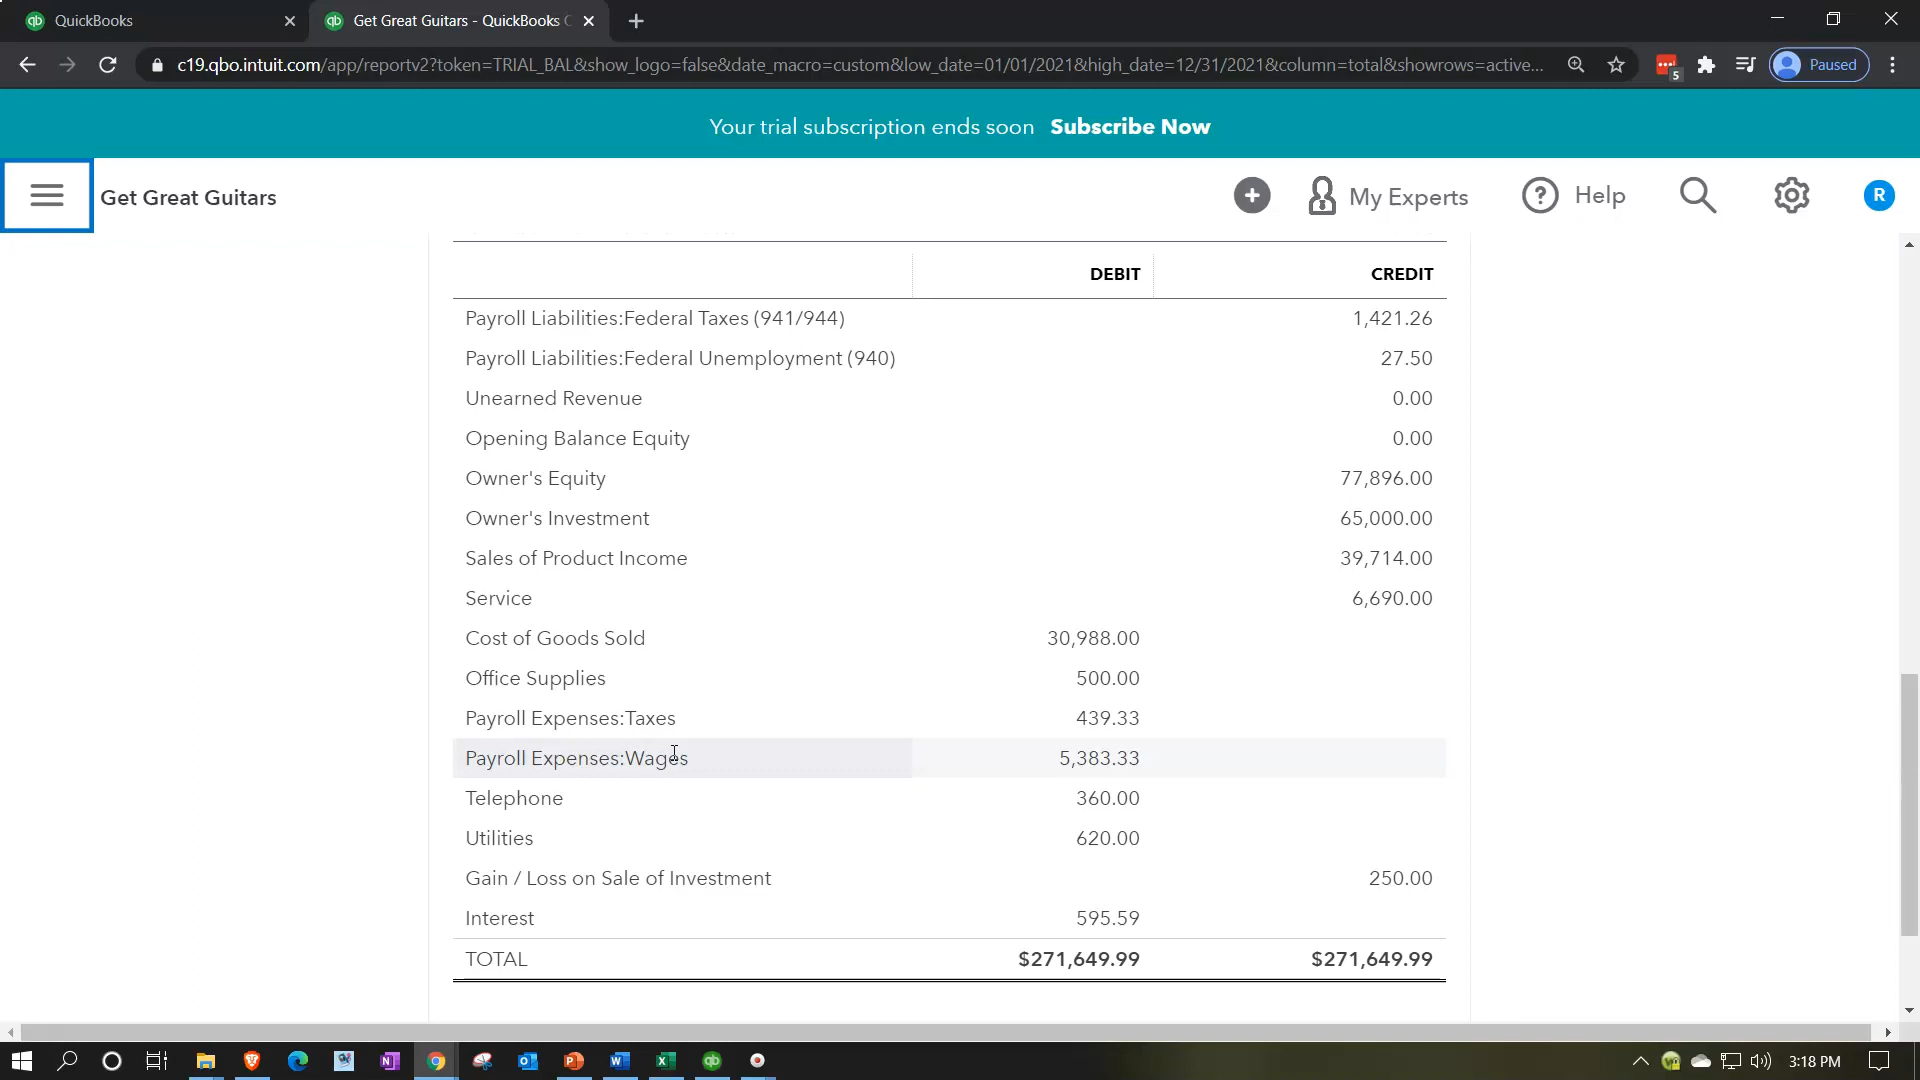 QuickBooks
Get Great Guitars - QuickBooks
c19.qbo.intuit.com/app/reportv2?token=TRIAL_BAL&show_logo=false&date_macro=custom&low_date=01/01/2021&high_date=12/31/2021&column=total&showrows=active...
5
Paused
Your trial subscription ends soon Subscribe Now
Get Great Guitars
My Experts
Help
R
DEBIT CREDIT
Payroll Liabilities:Federal Taxes (941/944) 1,421.26
Payroll Liabilities:Federal Unemployment (940) 27.50
Unearned Revenue 0.00
Opening Balance Equity 0.00
Owner's Equity 77,896.00
Owner's Investment 65,000.00
Sales of Product Income 39,714.00
Service 6,690.00
Cost of Goods Sold 30,988.00
Office Supplies 500.00
Payroll Expenses:Taxes 439.33
Payroll Expenses:Wages 5,383.33
Telephone 360.00
Utilities 620.00
Gain / Loss on Sale of Investment 250.00
Interest 595.59
TOTAL $271,649.99 $271,649.99
3:18 PM